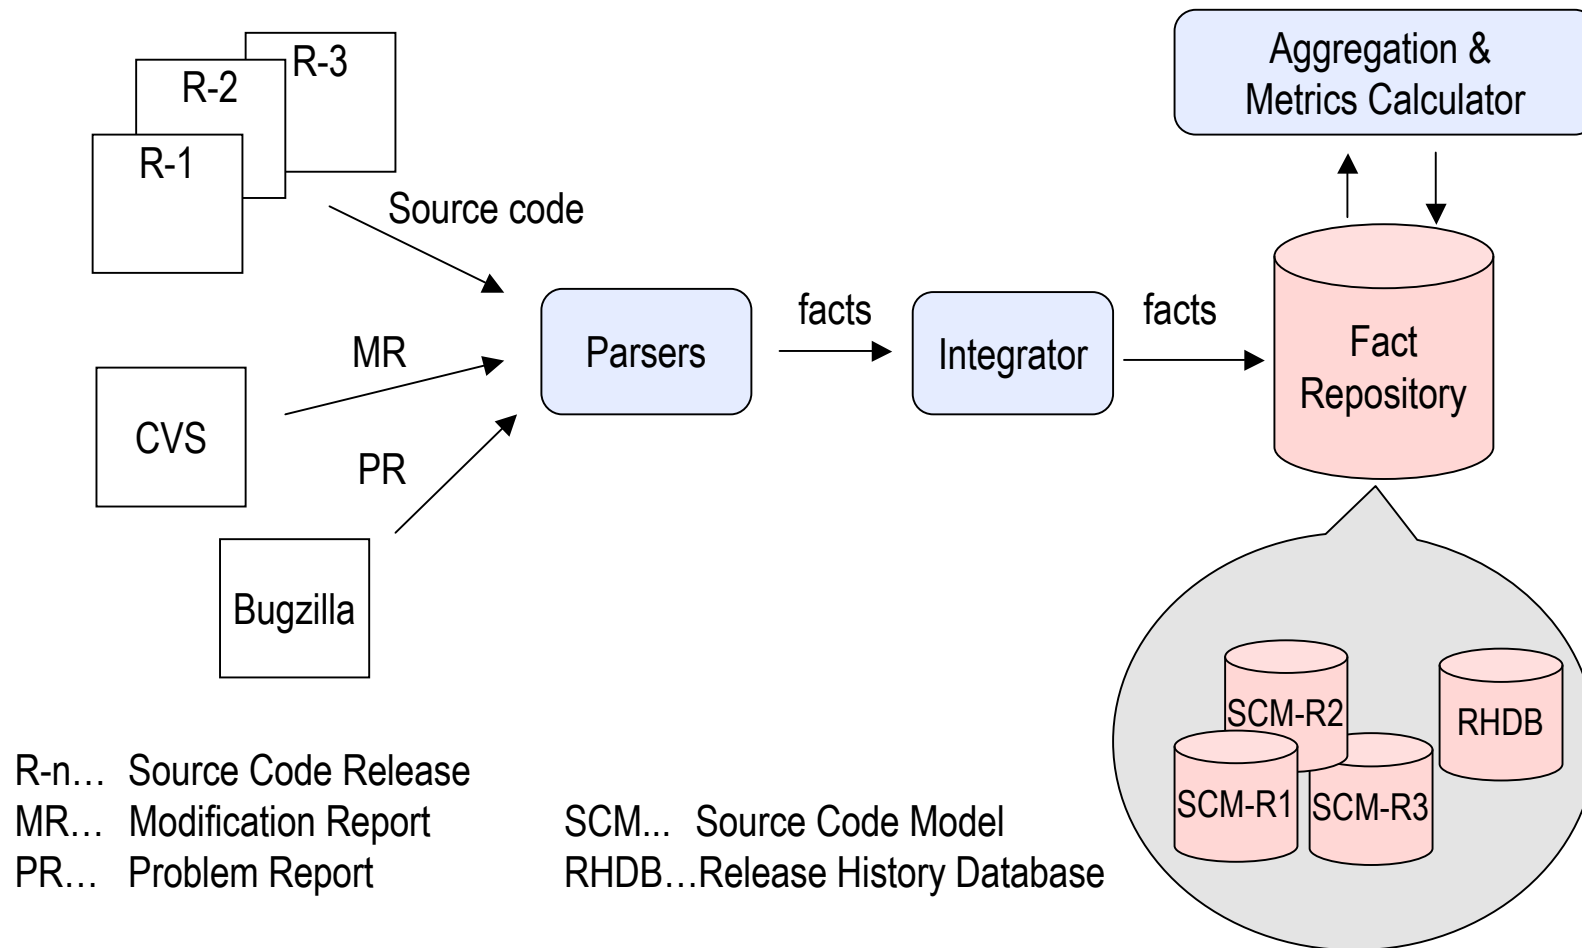 R-3
R-2
R-1
Source code
Aggregation &
Metrics Calculator
MR
Parsers
facts
Integrator
facts
Fact
Repository
CVS
PR
Bugzilla
SCM-R2
RHDB
SCM-R1
SCM-R3
R-n… Source Code Release
MR… Modification Report
PR… Problem Report
SCM... Source Code Model
RHDB…Release History Database